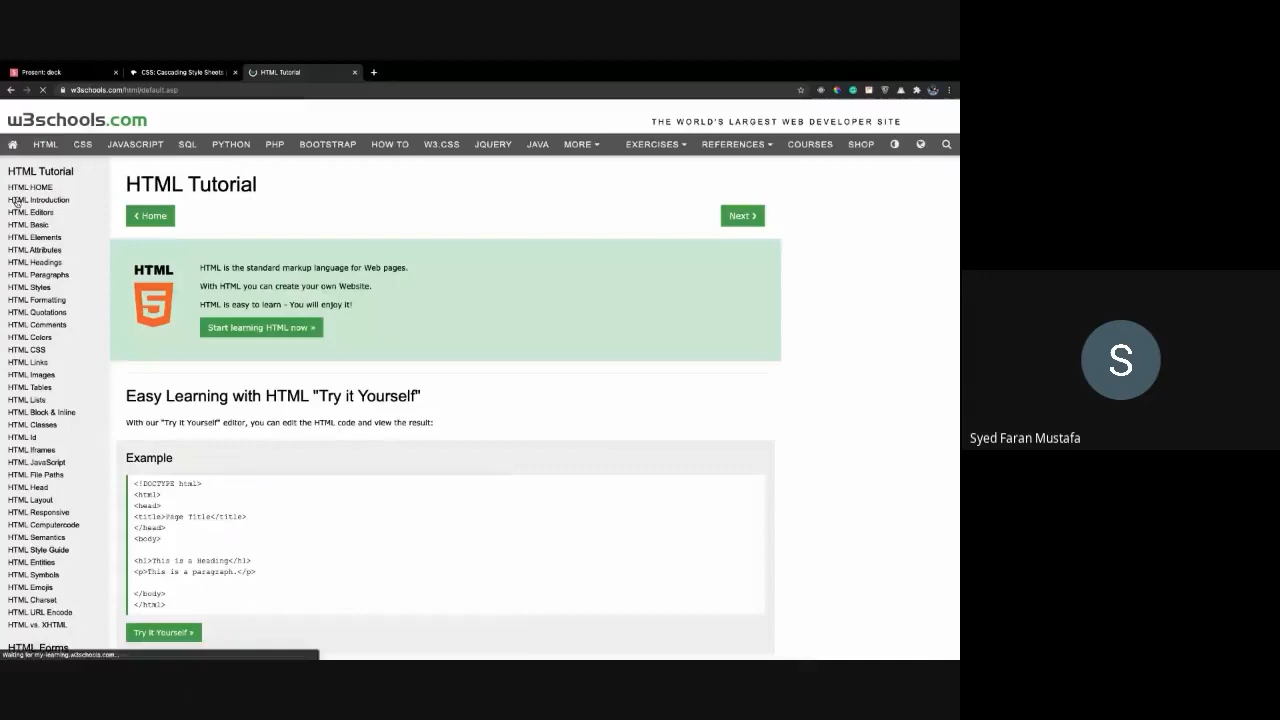 Present: deck
CSS: Cascading Style Sheets
HTML Tutorial
w3schools.com/html/default.asp
w3schools.com
THE WORLD'S LARGEST WEB DEVELOPER SITE
HTML CSS JAVASCRIPT SQL PYTHON PHP BOOTSTRAP HOW TO W3.CSS JQUERY JAVA MORE EXERCISES REFERENCES COURSES SHOP
HTML Tutorial
HTML HOME
HTML Introduction
HTML Editors
HTML Basic
HTML Elements
HTML Attributes
HTML Headings
HTML Paragraphs
HTML Styles
HTML Formatting
HTML Quotations
HTML Comments
HTML Colors
HTML CSS
HTML Links
HTML Images
HTML Tables
HTML Lists
HTML Block & Inline
HTML Classes
HTML Id
HTML Iframes
HTML JavaScript
HTML File Paths
HTML Head
HTML Layout
HTML Responsive
HTML Computercode
HTML Semantics
HTML Style Guide
HTML Entities
HTML Symbols
HTML Emojis
HTML Charset
HTML URL Encode
HTML vs. XHTML
HTML Forms
Waiting for my-learning.w3schools.com...
HTML Tutorial
❮ Home
Next ❯
HTML
5
HTML is the standard markup language for Web pages.
With HTML you can create your own Website.
HTML is easy to learn - You will enjoy it!
Start learning HTML now »
Easy Learning with HTML "Try it Yourself"
With our "Try it Yourself" editor, you can edit the HTML code and view the result:
Example
<!DOCTYPE html>
<html>
<head>
<title>Page Title</title>
</head>
<body>
<h1>This is a Heading</h1>
<p>This is a paragraph.</p>
</body>
</html>
Try it Yourself »
S
Syed Faran Mustafa